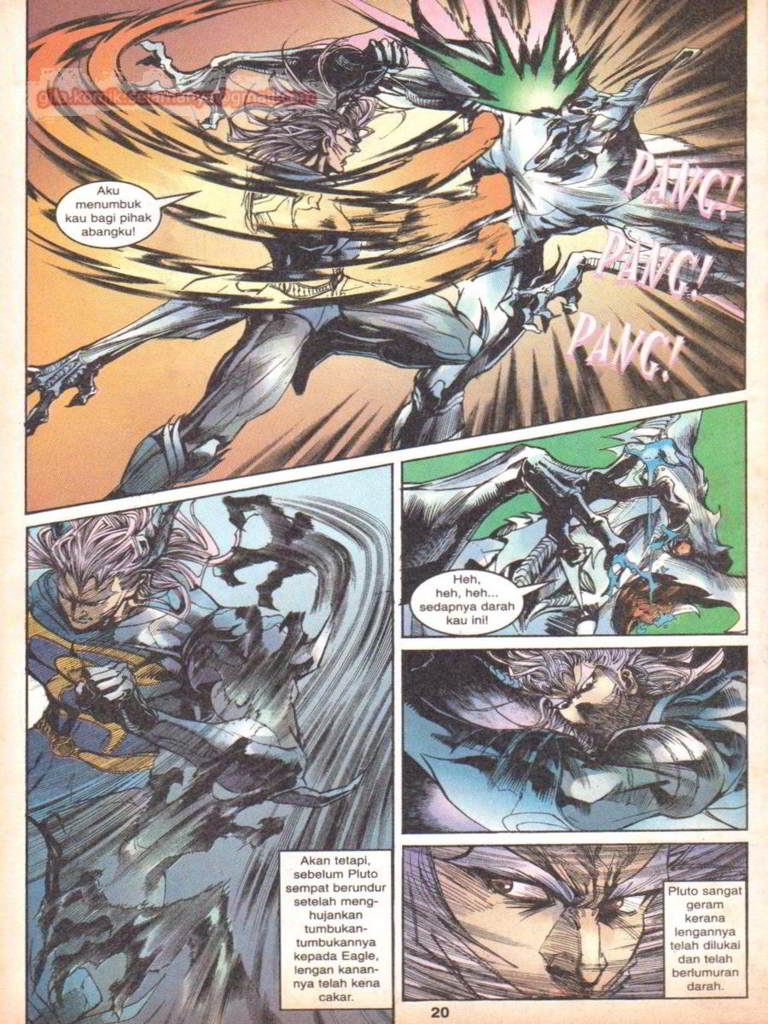 Aku
menumbuk
kau bagi pihak
abangku!
PANG!
PANG!
PANG!
Heh,
heh, heh...
sedapnya darah
kau ini!
Akan tetapi,
sebelum Pluto
sempat berundur
setelah meng-
hujankan
tumbukan-
tumbukannya
kepada Eagle,
lengan kanan-
nya telah kena
cakar.
Pluto sangat
geram
kerana
lengannya
telah dilukai
dan telah
berlumuran
darah.
20